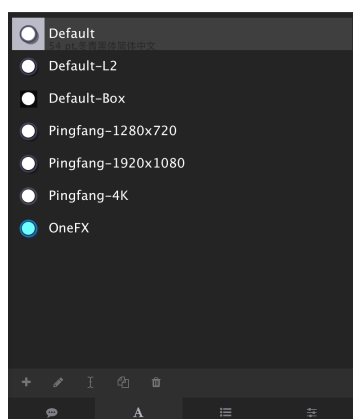 Default
Default-L2
Default-Box
Pingfang-1280x720
Pingfang-1920x1080
Pingfang-4K
OneFX
A